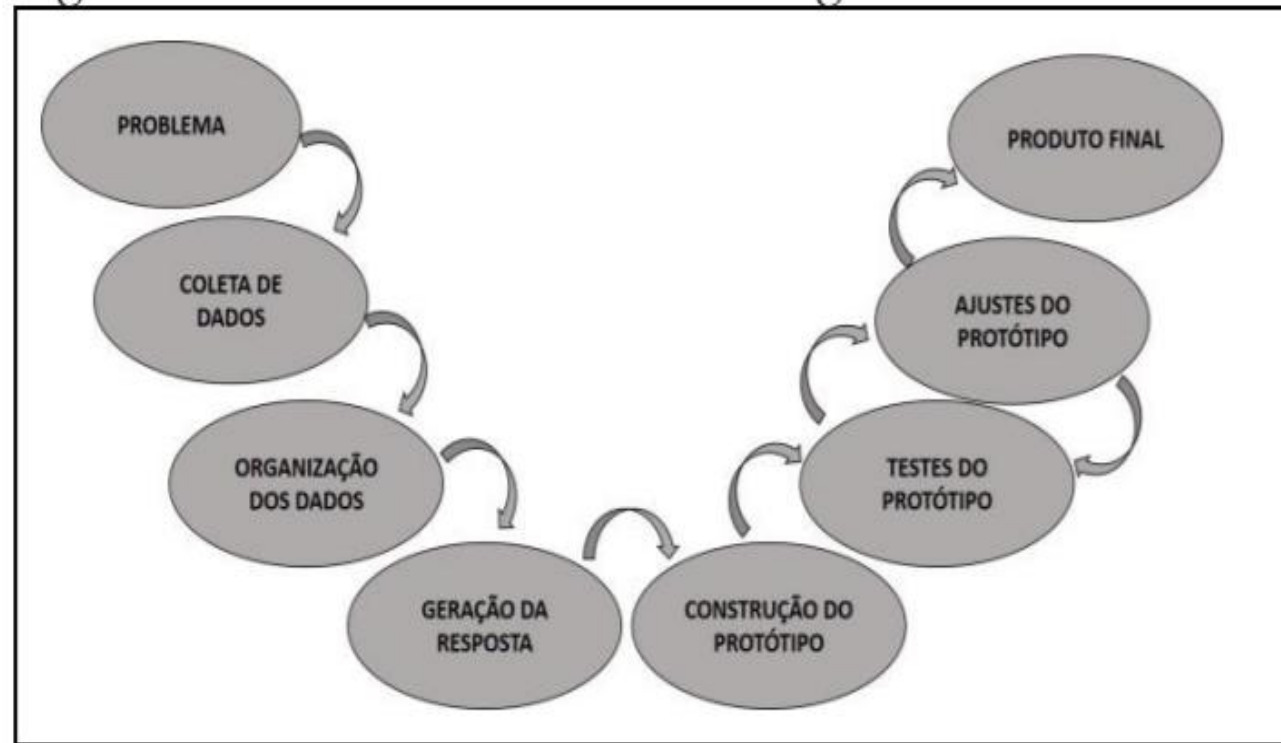 PROBLEMA
COLETA DE
DADOS
ORGANIZAÇÃO
DOS DADOS
GERAÇÃO DA
RESPOSTA
CONSTRUÇÃO DO
PROTÓTIPO
TESTES DO
PROTÓTIPO
AJUSTES DO
PROTÓTIPO
PRODUTO FINAL